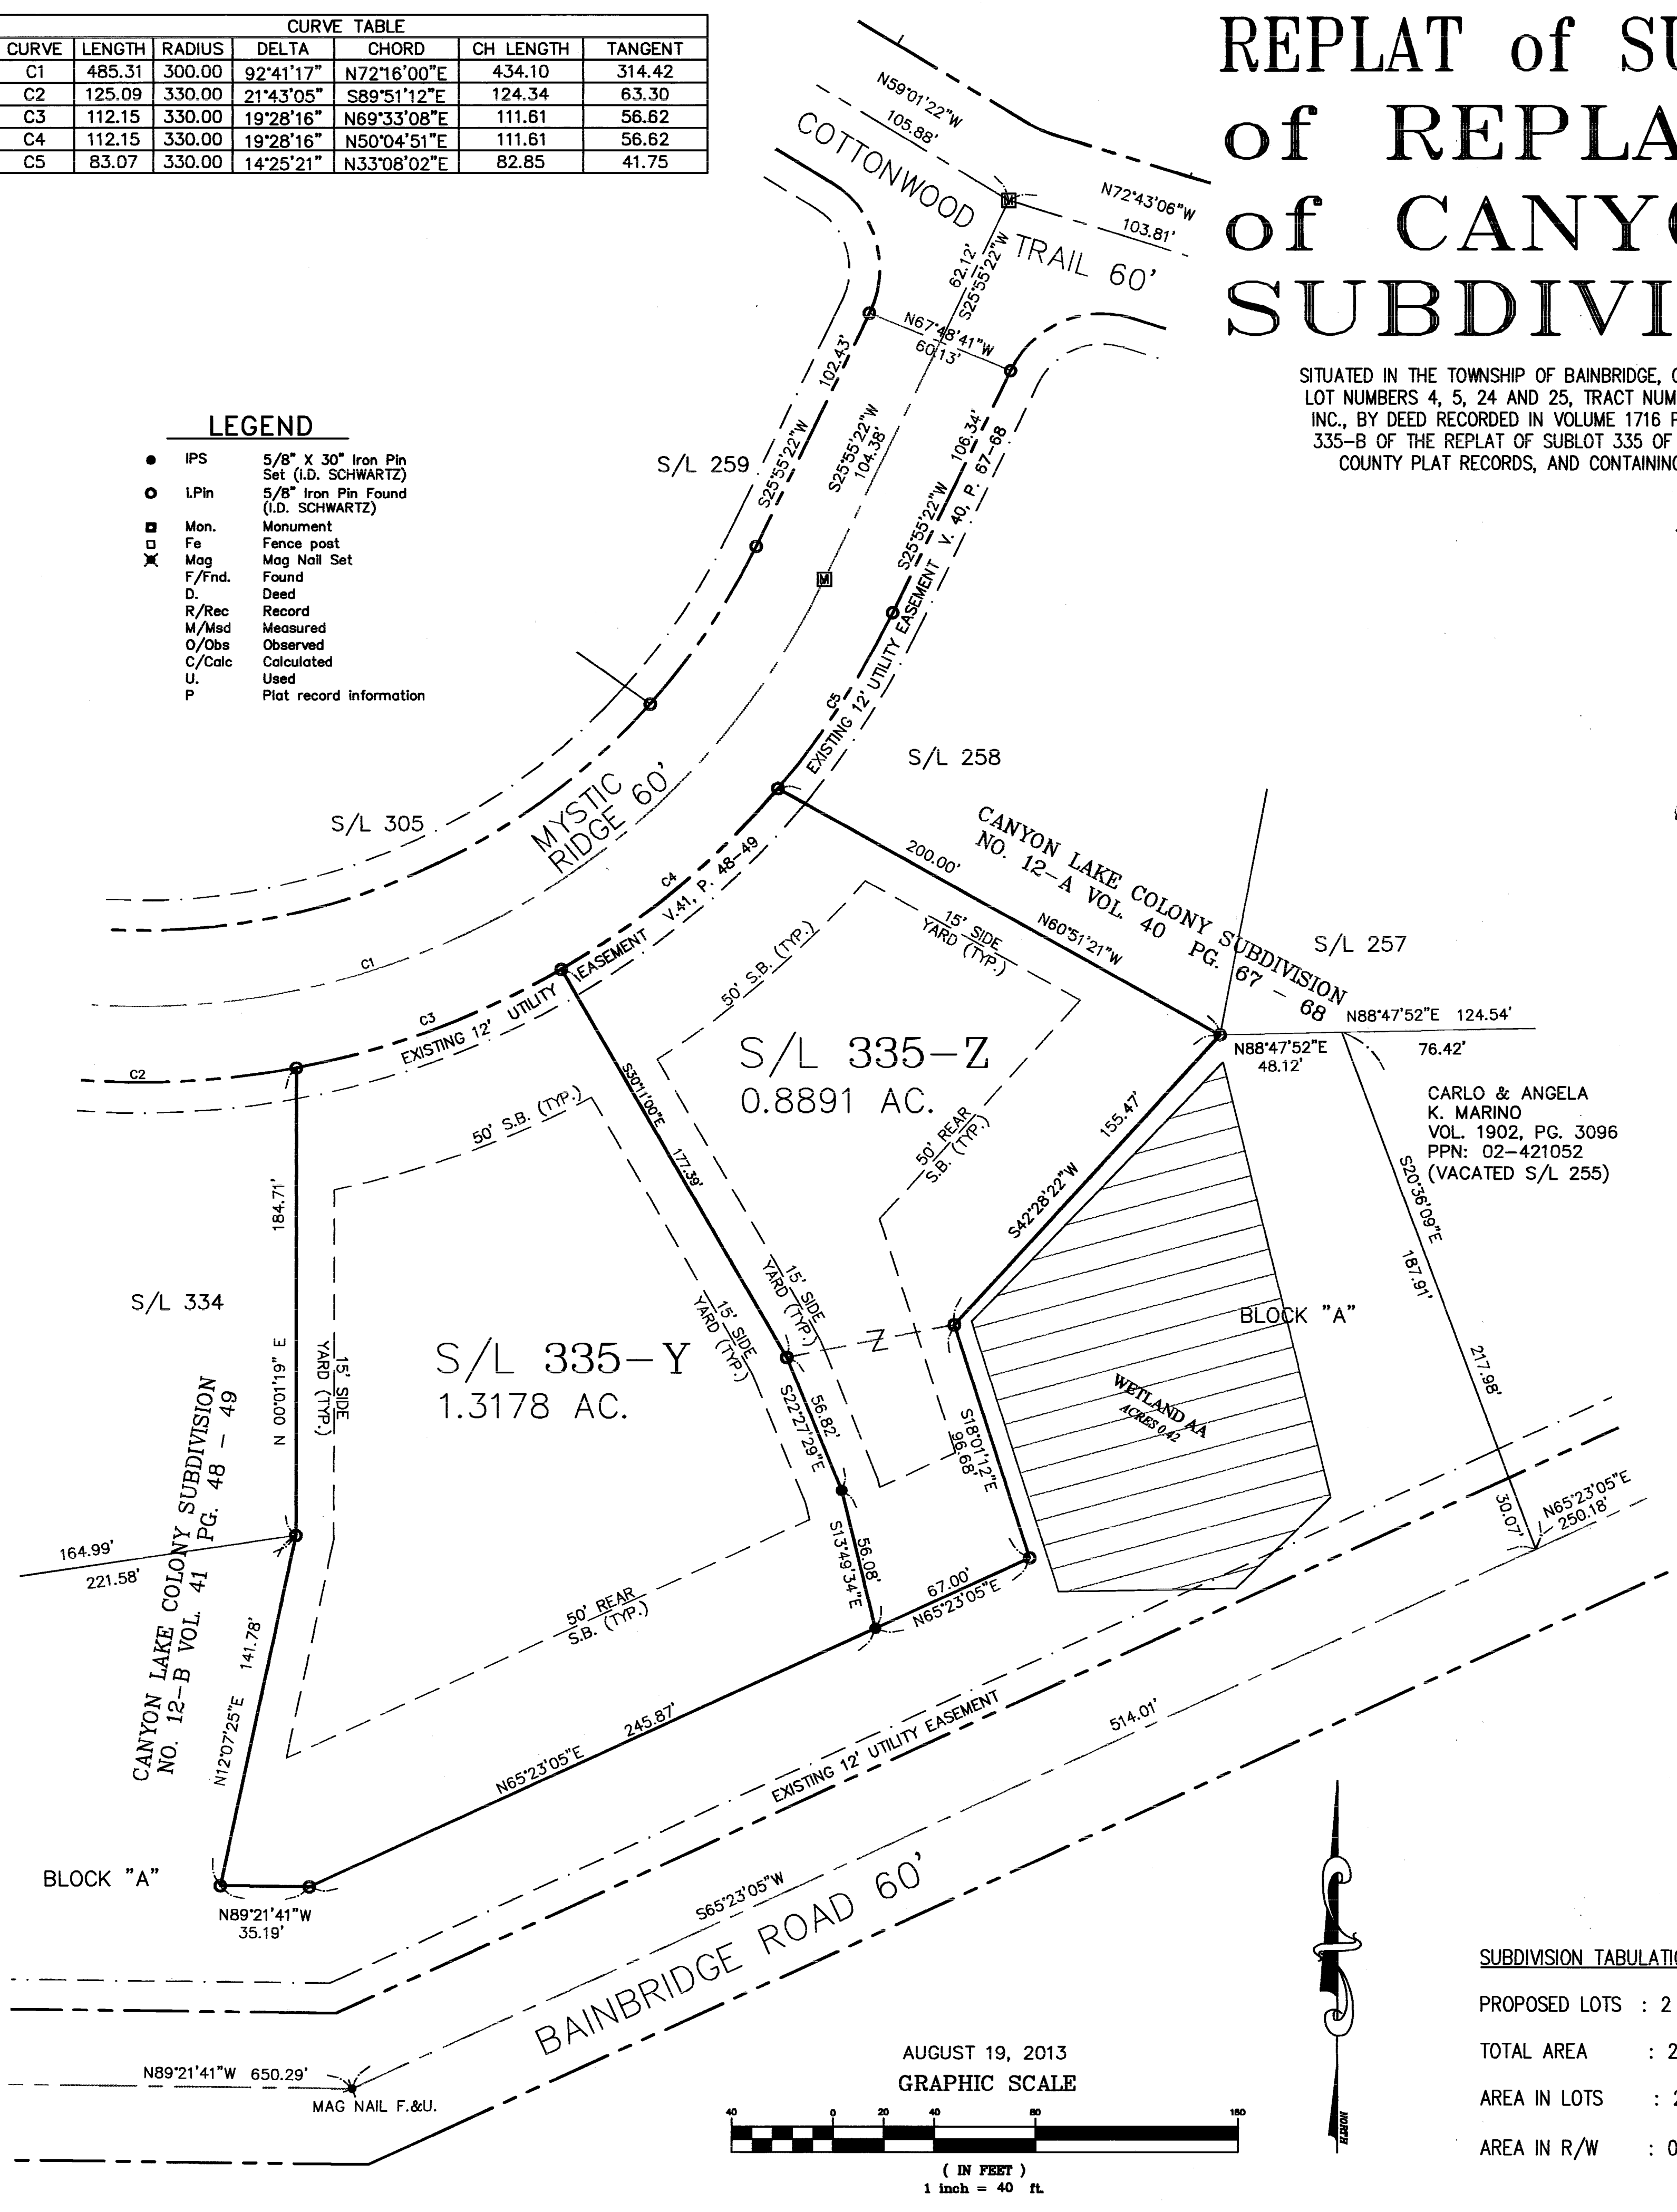 CURVE TABLE
CURVE LENGTH RADIUS DELTA CHORD CH LENGTH TANGENT
C1 485.31 300.00 92°41'17" N72°16'00"E 434.10 314.42
C2 125.09 330.00 21°43'05" S89°51'12"E 124.34 63.30
C3 112.15 330.00 19°28'16" N69°33'08"E 111.61 56.62
C4 112.15 330.00 19°28'16" N50°04'51"E 111.61 56.62
C5 83.07 330.00 14°25'21" N33°08'02"E 82.85 41.75
REPLAT of SU
of REPLA
of CANYO
SUBDIVI
SITUATED IN THE TOWNSHIP OF BAINBRIDGE,
LOT NUMBERS 4, 5, 24 AND 25, TRACT NUM
INC., BY DEED RECORDED IN VOLUME 1716
335-B OF THE REPLAT OF SUBLOT 335 OF
COUNTY PLAT RECORDS, AND CONTAINING
N59°01'22"W
105.88'
COTTONWOOD TRAIL 60'
N72°43'06"W
103.81'
62.12'
S25°55'22"W
N67°48'41"W
60.13'
102.43'
S25°55'22"W
S25°55'22"W
104.38'
106.34'
S25°55'22"W
EXISTING 12' UTILITY EASEMENT V. 40, P. 67-68
LEGEND
IPS 5/8" X 30" Iron Pin
Set (I.D. SCHWARTZ)
I.Pin 5/8" Iron Pin Found
(I.D. SCHWARTZ)
Mon. Monument
Fe Fence post
Mag Mag Nail Set
F/Fnd. Found
D. Deed
R/Rec Record
M/Msd Measured
O/Obs Observed
C/Calc Calculated
U. Used
P Plat record information
S/L 259
C5
S/L 258
S/L 305
MYSTIC
RIDGE 60'
C4
C1
C3
C2
EXISTING 12' UTILITY EASEMENT V.41, P. 48-49
200.00'
N60°51'21"W
CANYON LAKE COLONY SUBDIVISION
NO. 12-A VOL. 40 PG. 67 - 68
S/L 257
N88°47'52"E 124.54'
N88°47'52"E
48.12'
76.42'
CARLO & ANGELA
K. MARINO
VOL. 1902, PG. 3096
PPN: 02-421052
(VACATED S/L 255)
15' SIDE
YARD (TYP.)
50' S.B. (TYP.)
S/L 335-Z
0.8891 AC.
50' REAR
S.B. (TYP.)
155.47'
S42°28'22"W
S20°36'09"E
187.91'
217.98'
30.07'
BLOCK "A"
WETLAND AA
ACRES 0.42
50' S.B. (TYP.)
S30°11'00"E
177.39'
15' SIDE
YARD (TYP.)
15' SIDE
YARD (TYP.)
Z
184.71'
N 00°01'19" E
15' SIDE
YARD (TYP.)
S/L 334
S/L 335-Y
1.3178 AC.
56.82'
S22°27'29"E
S18°01'12"E
96.68'
56.08'
S13°49'34"E
67.00'
N65°23'05"E
N65°23'05"E
250.18'
164.99'
221.58'
CANYON LAKE COLONY SUBDIVISION
NO. 12-B VOL. 41 PG. 48 - 49
141.78'
N12°07'25"E
50' REAR
S.B. (TYP.)
245.87'
N65°23'05"E
BLOCK "A"
N89°21'41"W
35.19'
EXISTING 12' UTILITY EASEMENT
514.01'
S65°23'05"W
BAINBRIDGE ROAD 60'
N89°21'41"W 650.29'
MAG NAIL F.&U.
AUGUST 19, 2013
GRAPHIC SCALE
40 0 20 40 80 160
( IN FEET )
1 inch = 40 ft.
NORTH
SUBDIVISION TABULATI
PROPOSED LOTS : 2
TOTAL AREA : 2
AREA IN LOTS : 2
AREA IN R/W : 0